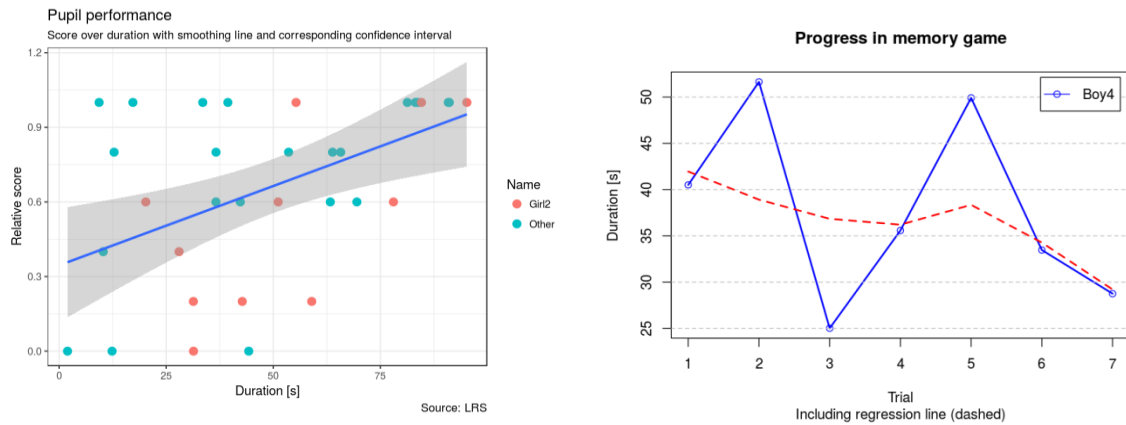 Pupil performance
Score over duration with smoothing line and corresponding confidence interval
1.2
0.9
0.6
0.3
0.0
Relative score
0
25
50
75
Duration [s]
Source: LRS
Name
Girl2
Other
Progress in memory game
Boy4
50
45
40
35
30
25
Duration [s]
1
2
3
4
5
6
7
Trial
Including regression line (dashed)